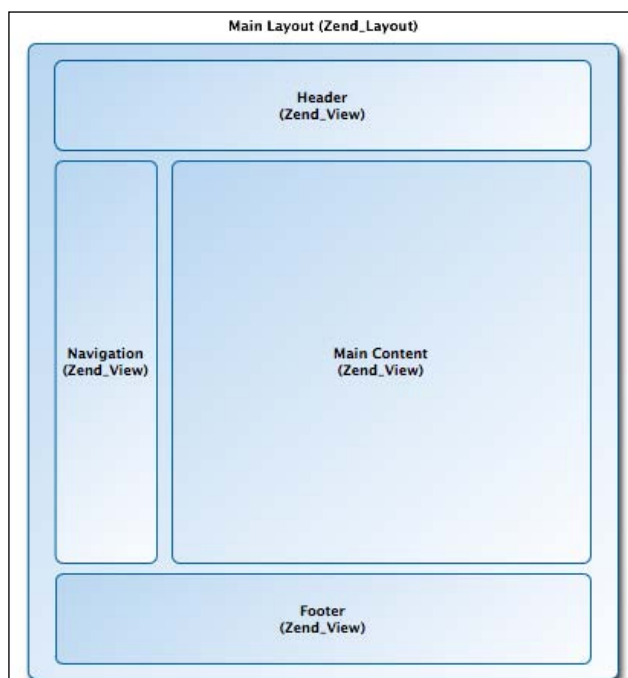 Main Layout (Zend_Layout)
Header
(Zend_View)
Navigation
(Zend_View)
Main Content
(Zend_View)
Footer
(Zend_View)